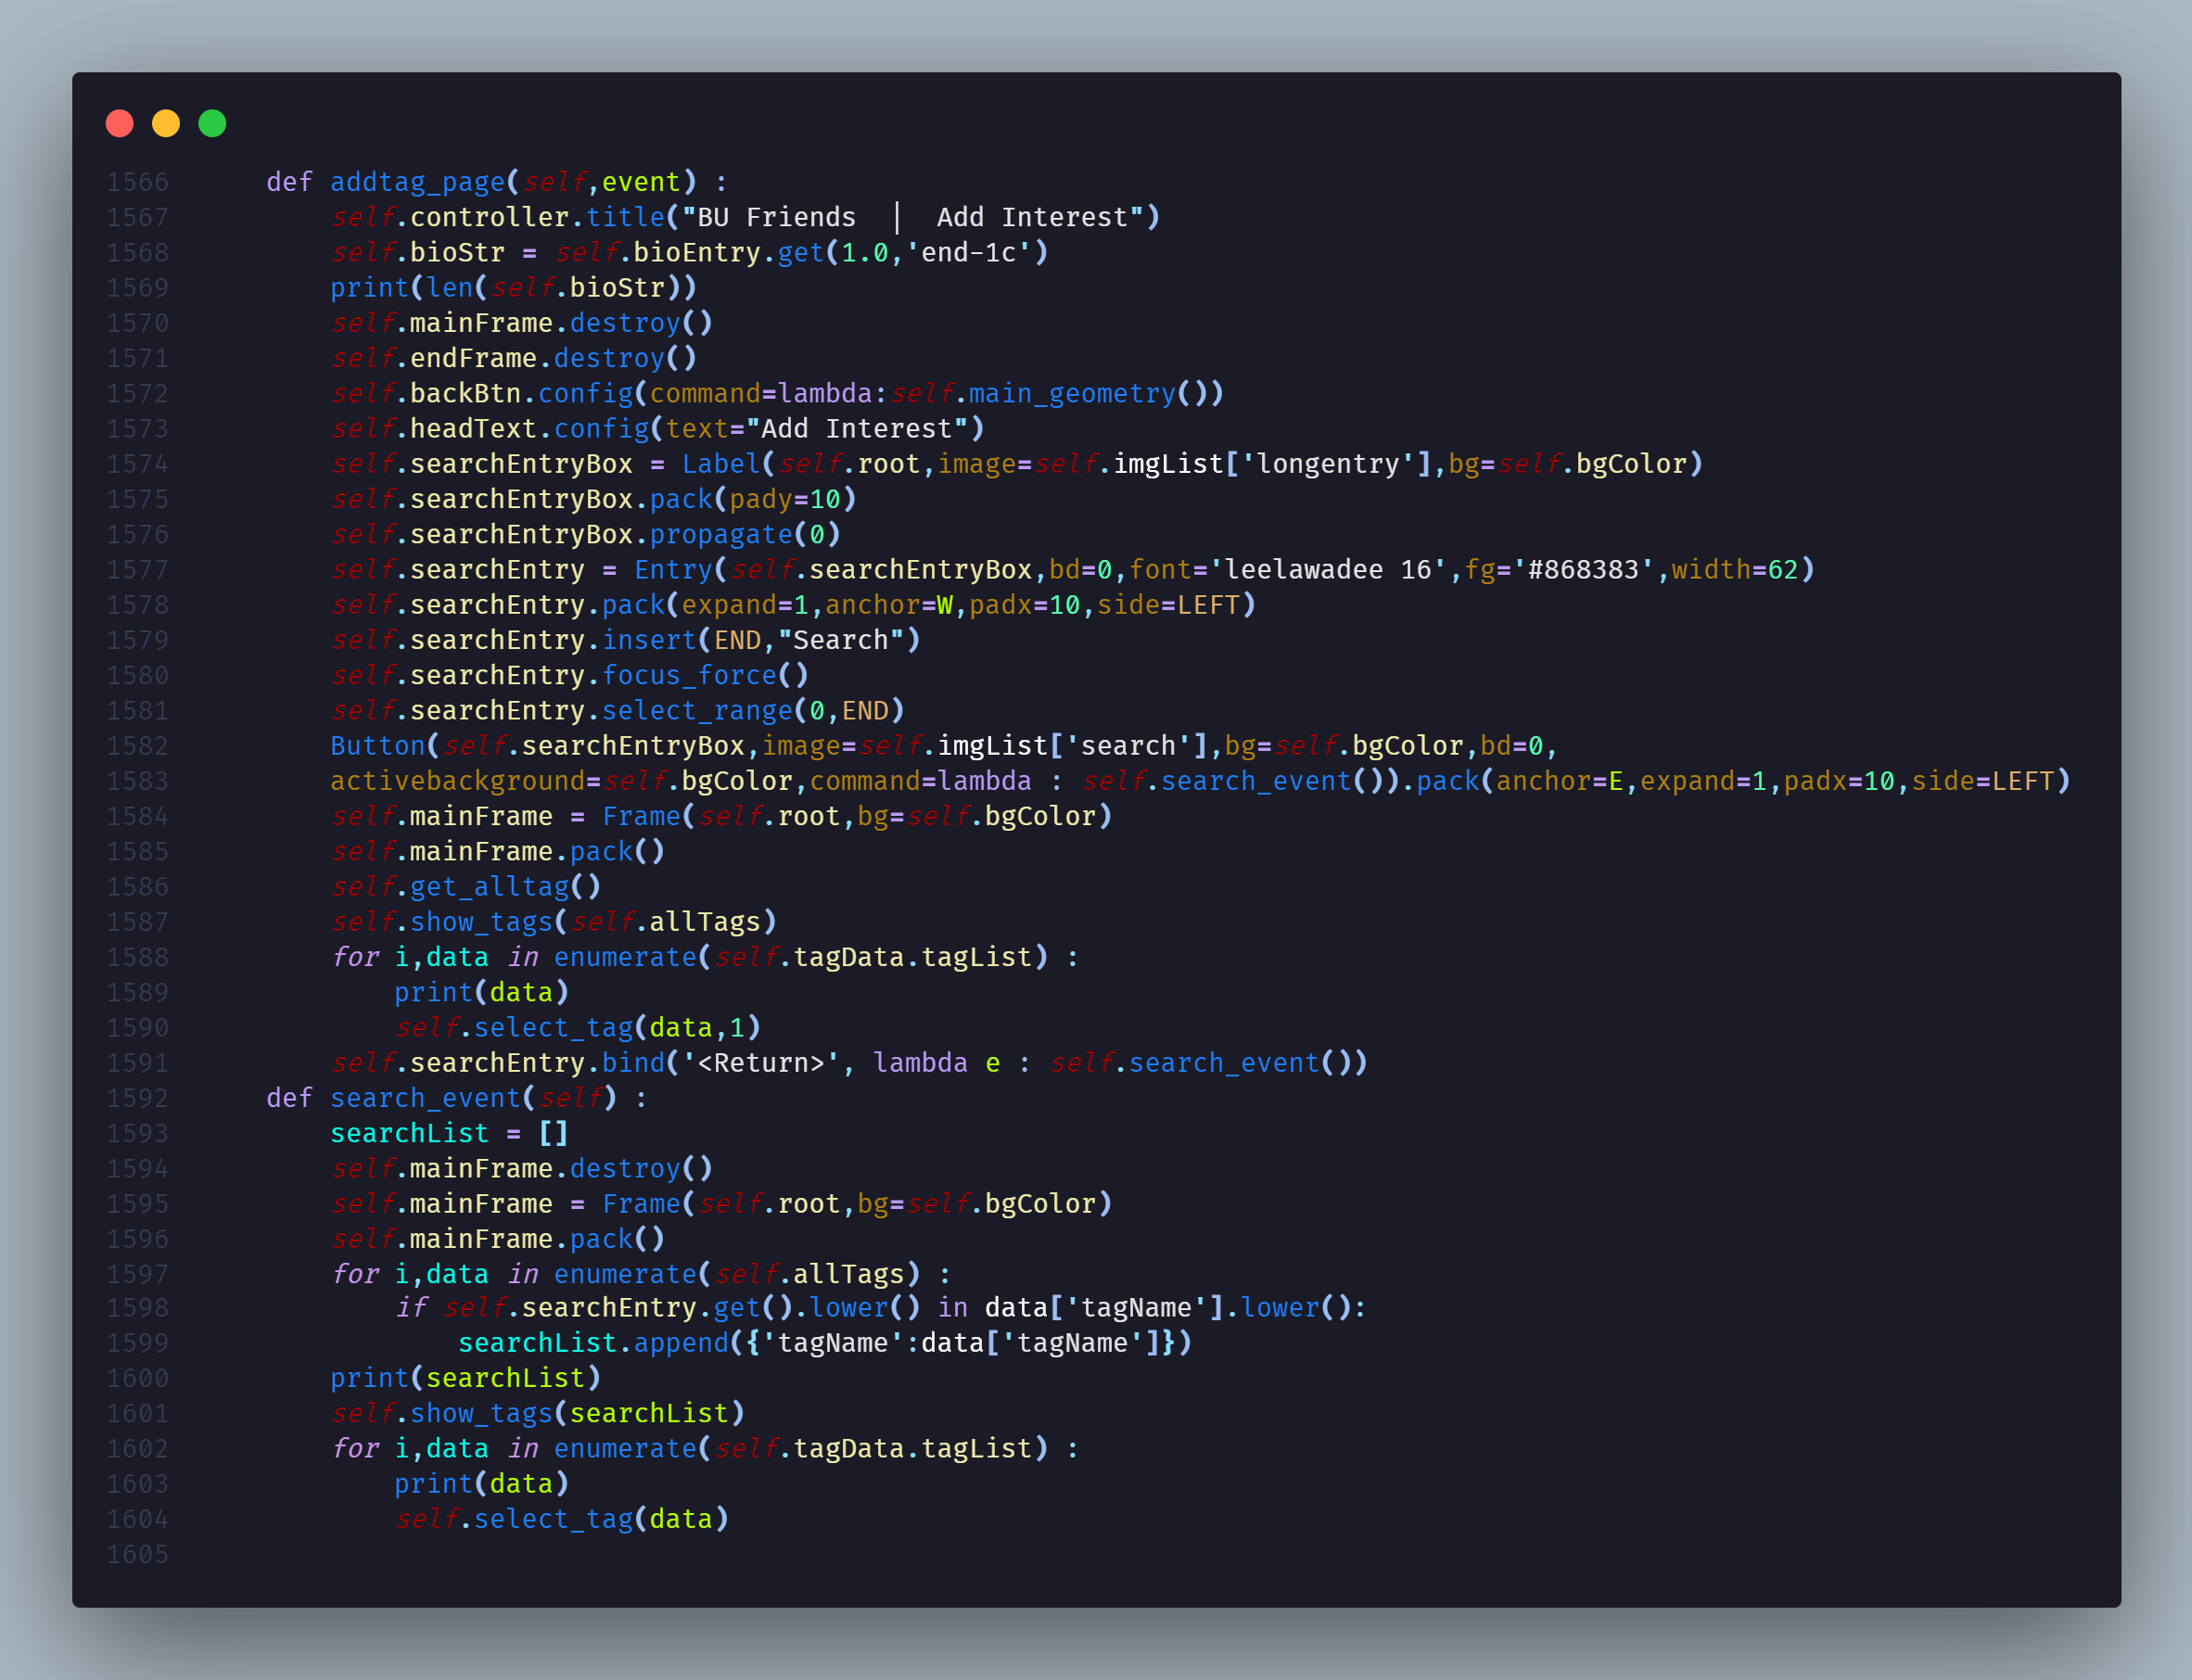 1566     def addtag_page(self,event) :
1567         self.controller.title("BU Friends  |  Add Interest")
1568         self.bioStr = self.bioEntry.get(1.0,'end-1c')
1569         print(len(self.bioStr))
1570         self.mainFrame.destroy()
1571         self.endFrame.destroy()
1572         self.backBtn.config(command=lambda:self.main_geometry())
1573         self.headText.config(text="Add Interest")
1574         self.searchEntryBox = Label(self.root,image=self.imgList['longentry'],bg=self.bgColor)
1575         self.searchEntryBox.pack(pady=10)
1576         self.searchEntryBox.propagate(0)
1577         self.searchEntry = Entry(self.searchEntryBox,bd=0,font='leelawadee 16',fg='#868383',width=62)
1578         self.searchEntry.pack(expand=1,anchor=W,padx=10,side=LEFT)
1579         self.searchEntry.insert(END,"Search")
1580         self.searchEntry.focus_force()
1581         self.searchEntry.select_range(0,END)
1582         Button(self.searchEntryBox,image=self.imgList['search'],bg=self.bgColor,bd=0,
1583         activebackground=self.bgColor,command=lambda : self.search_event()).pack(anchor=E,expand=1,padx=10,side=LEFT)
1584         self.mainFrame = Frame(self.root,bg=self.bgColor)
1585         self.mainFrame.pack()
1586         self.get_alltag()
1587         self.show_tags(self.allTags)
1588         for i,data in enumerate(self.tagData.tagList) :
1589             print(data)
1590             self.select_tag(data,1)
1591         self.searchEntry.bind('<Return>', lambda e : self.search_event())
1592     def search_event(self) :
1593         searchList = []
1594         self.mainFrame.destroy()
1595         self.mainFrame = Frame(self.root,bg=self.bgColor)
1596         self.mainFrame.pack()
1597         for i,data in enumerate(self.allTags) :
1598             if self.searchEntry.get().lower() in data['tagName'].lower():
1599                 searchList.append({'tagName':data['tagName']})
1600         print(searchList)
1601         self.show_tags(searchList)
1602         for i,data in enumerate(self.tagData.tagList) :
1603             print(data)
1604             self.select_tag(data)
1605